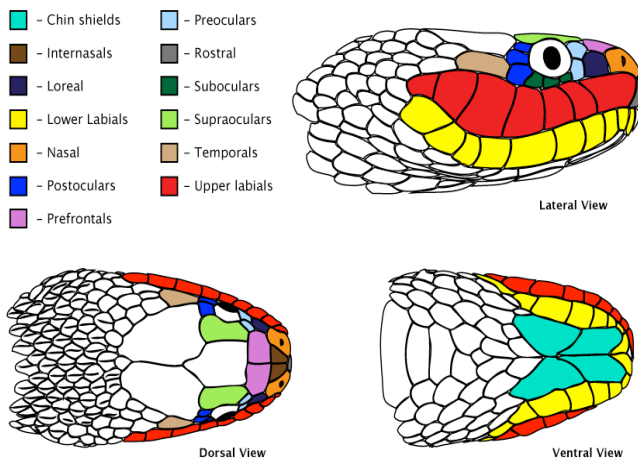 – Chin shields
– Internasals
– Loreal
– Lower Labials
– Nasal
– Postoculars
– Prefrontals
– Preoculars
– Rostral
– Suboculars
– Supraoculars
– Temporals
– Upper labials
Lateral View
Dorsal View
Ventral View